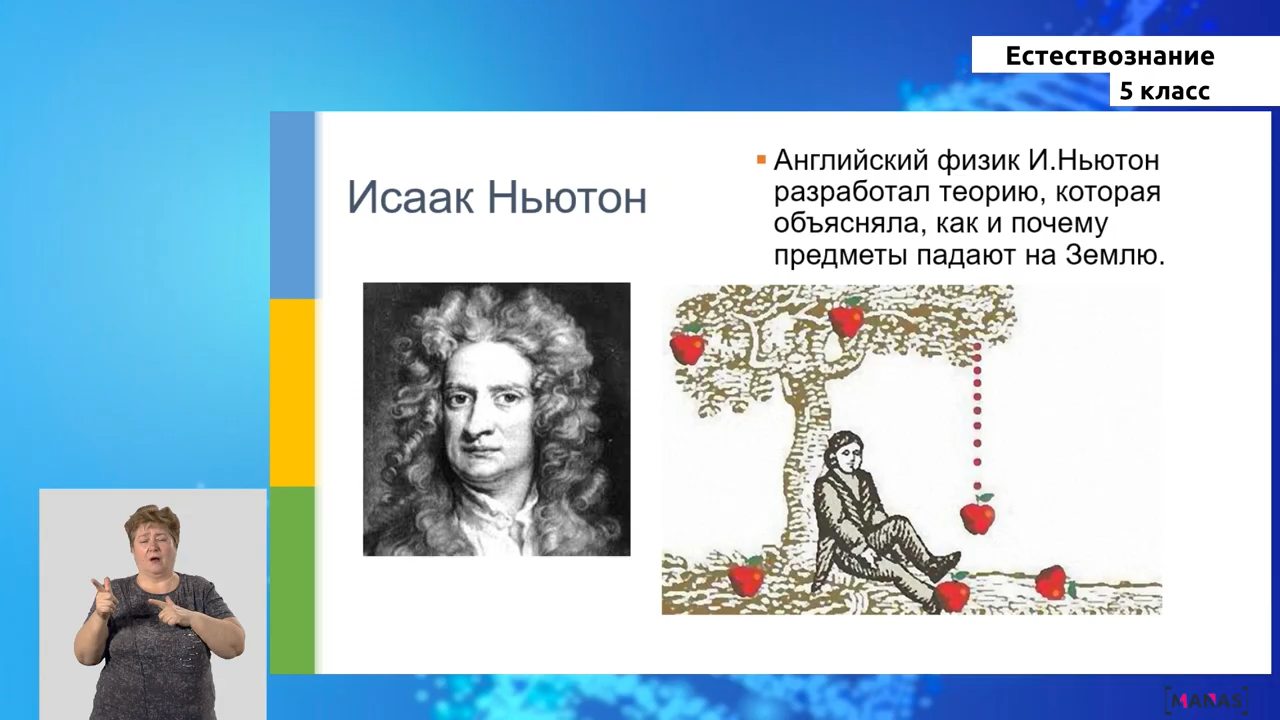 Естествознание
5 класс
Исаак Ньютон
Английский физик И.Ньютон
разработал теорию, которая
объясняла, как и почему
предметы падают на Землю.
MANAS